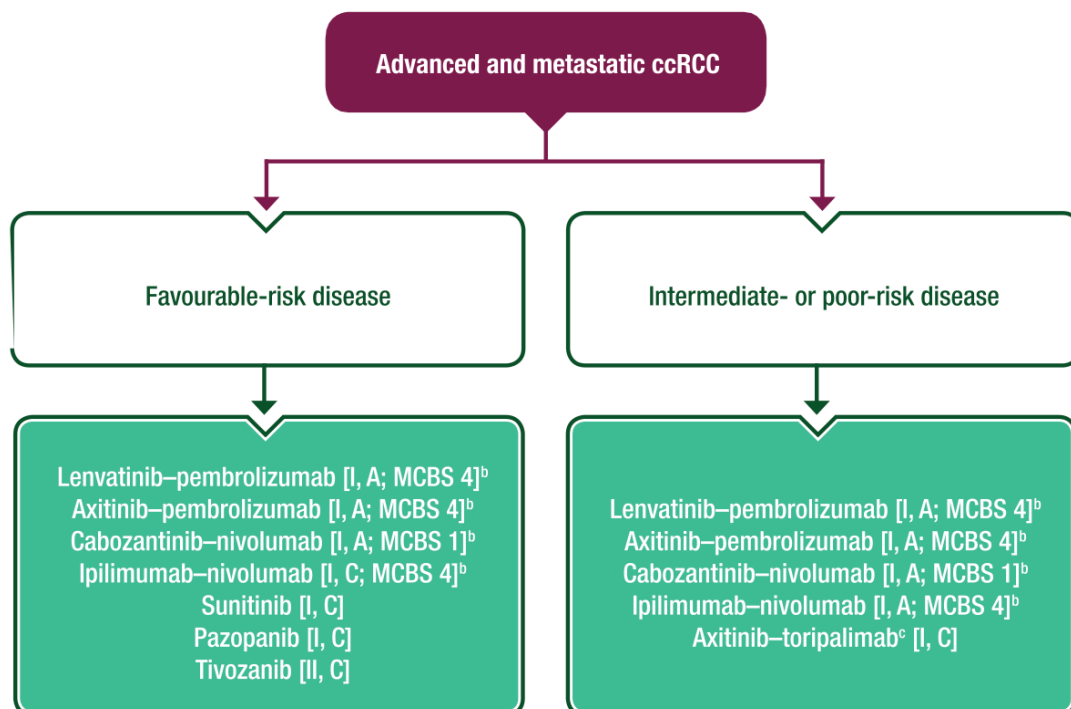 Advanced and metastatic ccRCC
Favourable-risk disease
Intermediate- or poor-risk disease
Lenvatinib–pembrolizumab [I, A; MCBS 4]ᵇ
Axitinib–pembrolizumab [I, A; MCBS 4]ᵇ
Cabozantinib–nivolumab [I, A; MCBS 1]ᵇ
Ipilimumab–nivolumab [I, C; MCBS 4]ᵇ
Sunitinib [I, C]
Pazopanib [I, C]
Tivozanib [II, C]
Lenvatinib–pembrolizumab [I, A; MCBS 4]ᵇ
Axitinib–pembrolizumab [I, A; MCBS 4]ᵇ
Cabozantinib–nivolumab [I, A; MCBS 1]ᵇ
Ipilimumab–nivolumab [I, A; MCBS 4]ᵇ
Axitinib–toripalimabᶜ [I, C]